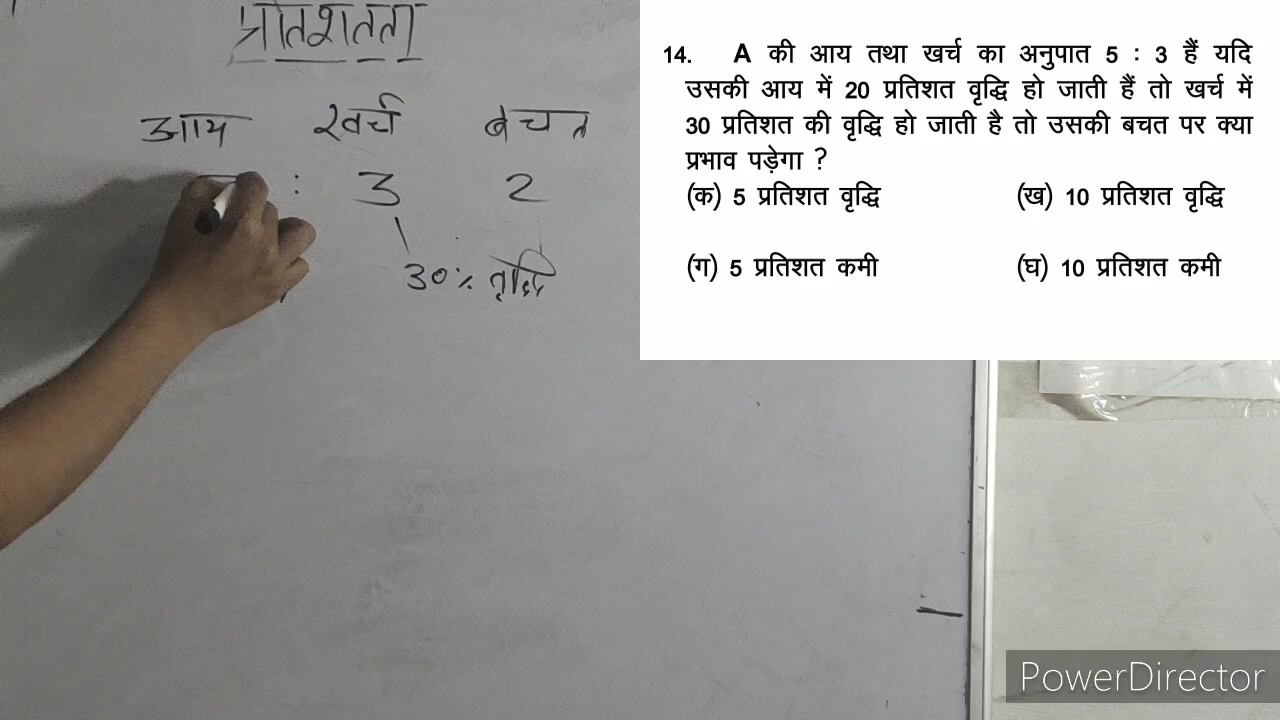 प्रतिशतता
आय खर्च बचत
: 3 2
30% वृद्धि
14. A की आय तथा खर्च का अनुपात 5 : 3 हैं यदि
उसकी आय में 20 प्रतिशत वृद्धि हो जाती हैं तो खर्च में
30 प्रतिशत की वृद्धि हो जाती है तो उसकी बचत पर क्या
प्रभाव पड़ेगा ?
(क) 5 प्रतिशत वृद्धि (ख) 10 प्रतिशत वृद्धि
(ग) 5 प्रतिशत कमी (घ) 10 प्रतिशत कमी
PowerDirector